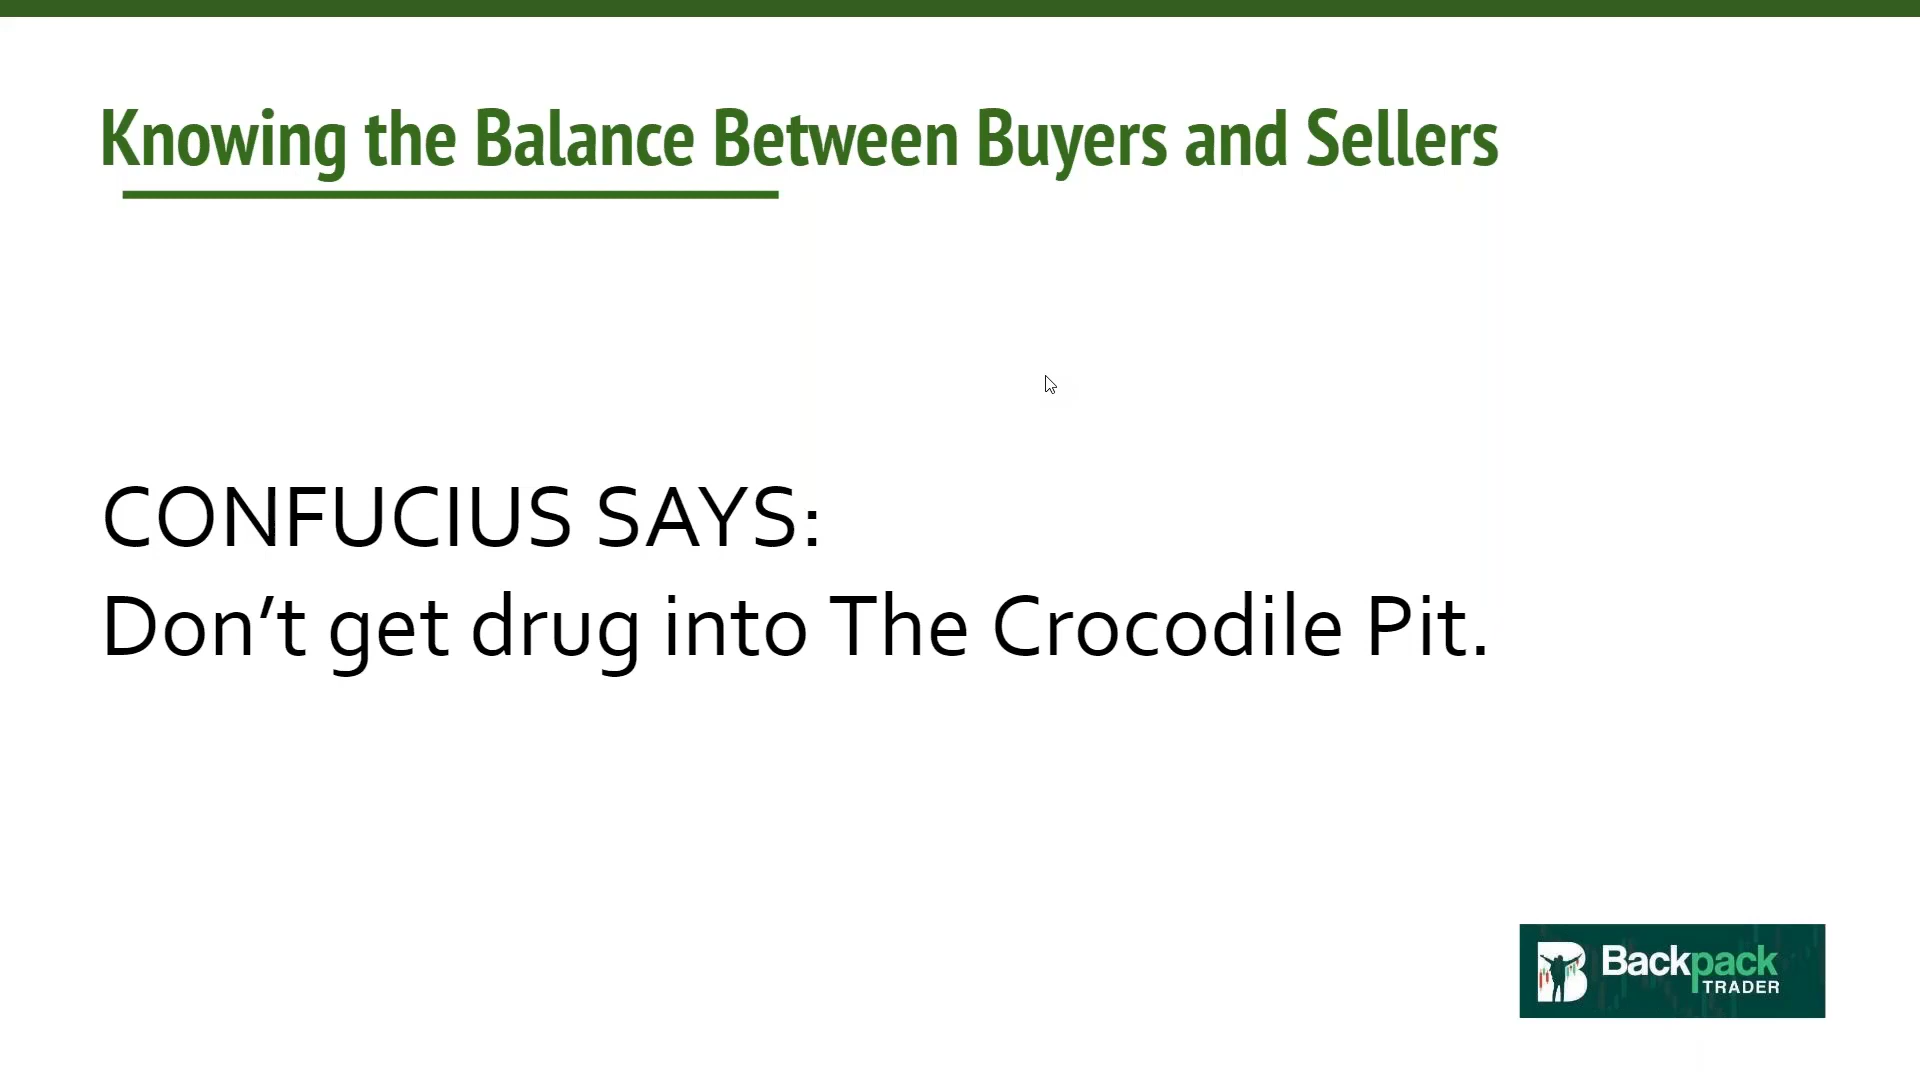 Knowing the Balance Between Buyers and Sellers
CONFUCIUS SAYS:
Don’t get drug into The Crocodile Pit.
Backpack
TRADER